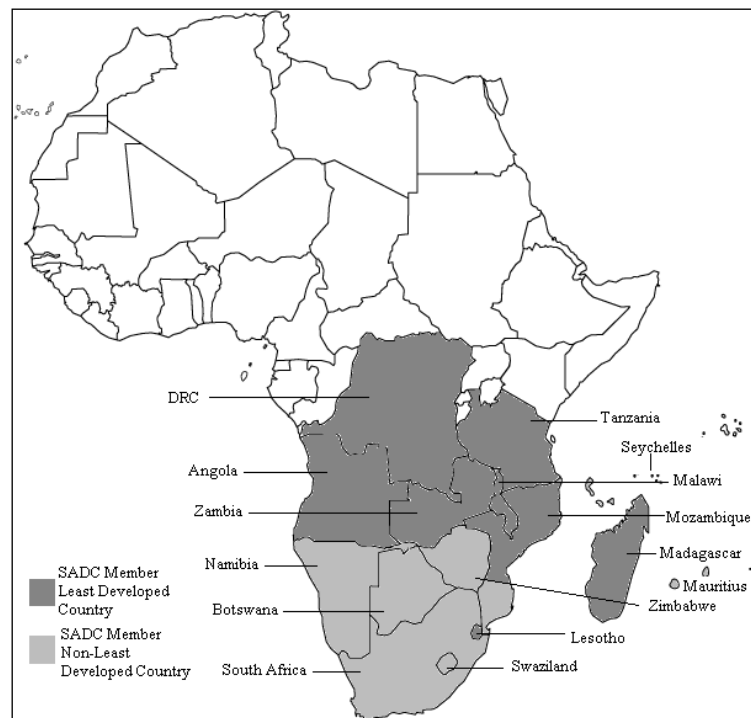 DRC
Tanzania
Seychelles
Angola
Malawi
Zambia
Mozambique
Madagascar
Namibia
Mauritius
Zimbabwe
Botswana
Lesotho
South Africa
Swaziland
SADC Member
Least Developed
Country
SADC Member
Non-Least
Developed Country